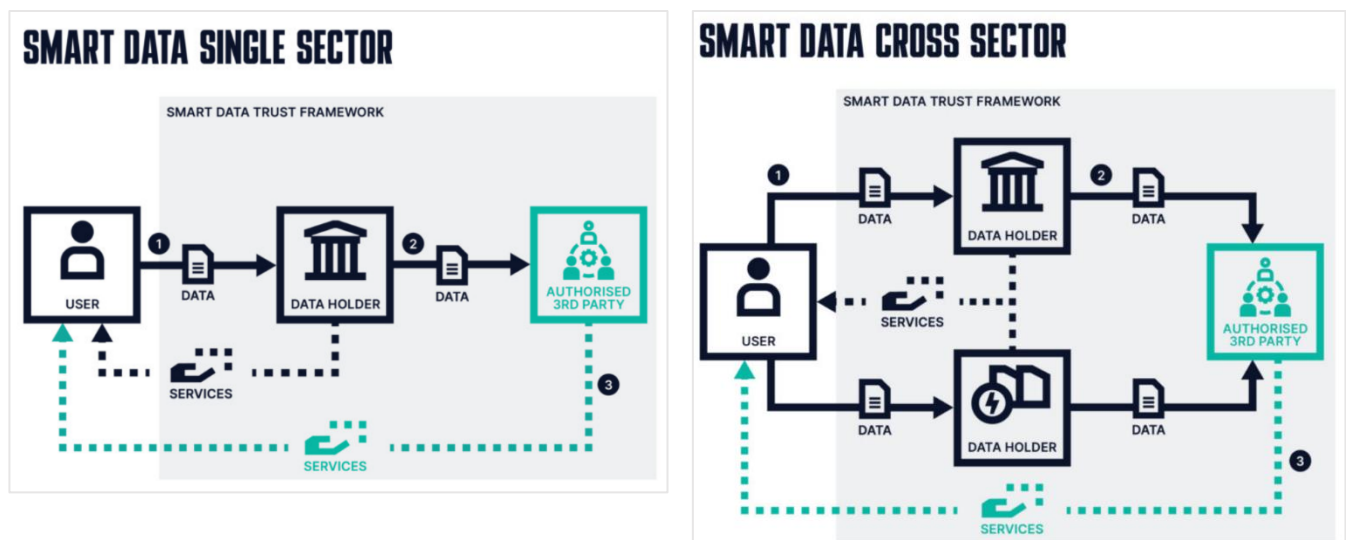 SMART DATA SINGLE SECTOR
SMART DATA TRUST FRAMEWORK
1
2
DATA
DATA
USER
DATA HOLDER
AUTHORISED
3RD PARTY
SERVICES
3
SERVICES
SMART DATA CROSS SECTOR
SMART DATA TRUST FRAMEWORK
1
2
DATA
DATA
DATA HOLDER
SERVICES
USER
AUTHORISED
3RD PARTY
DATA
DATA
DATA HOLDER
3
SERVICES